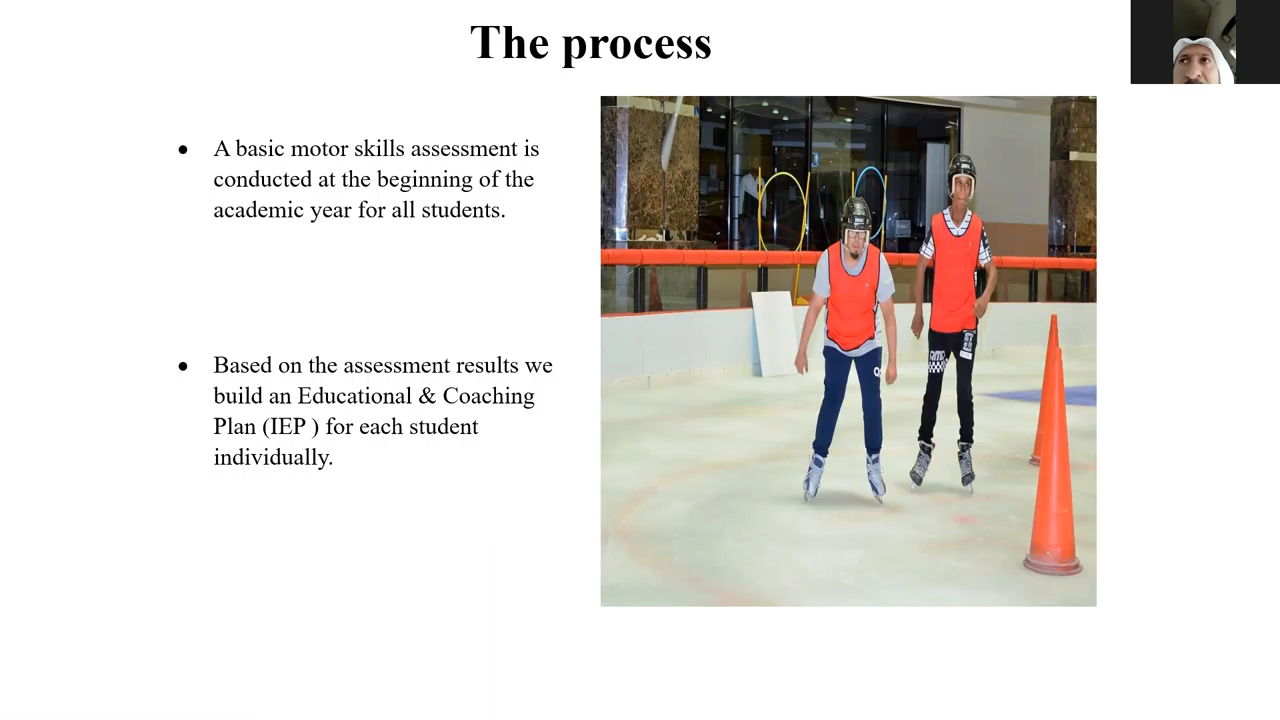 The process
● A basic motor skills assessment is
conducted at the beginning of the
academic year for all students.
● Based on the assessment results we
build an Educational & Coaching
Plan (IEP ) for each student
individually.